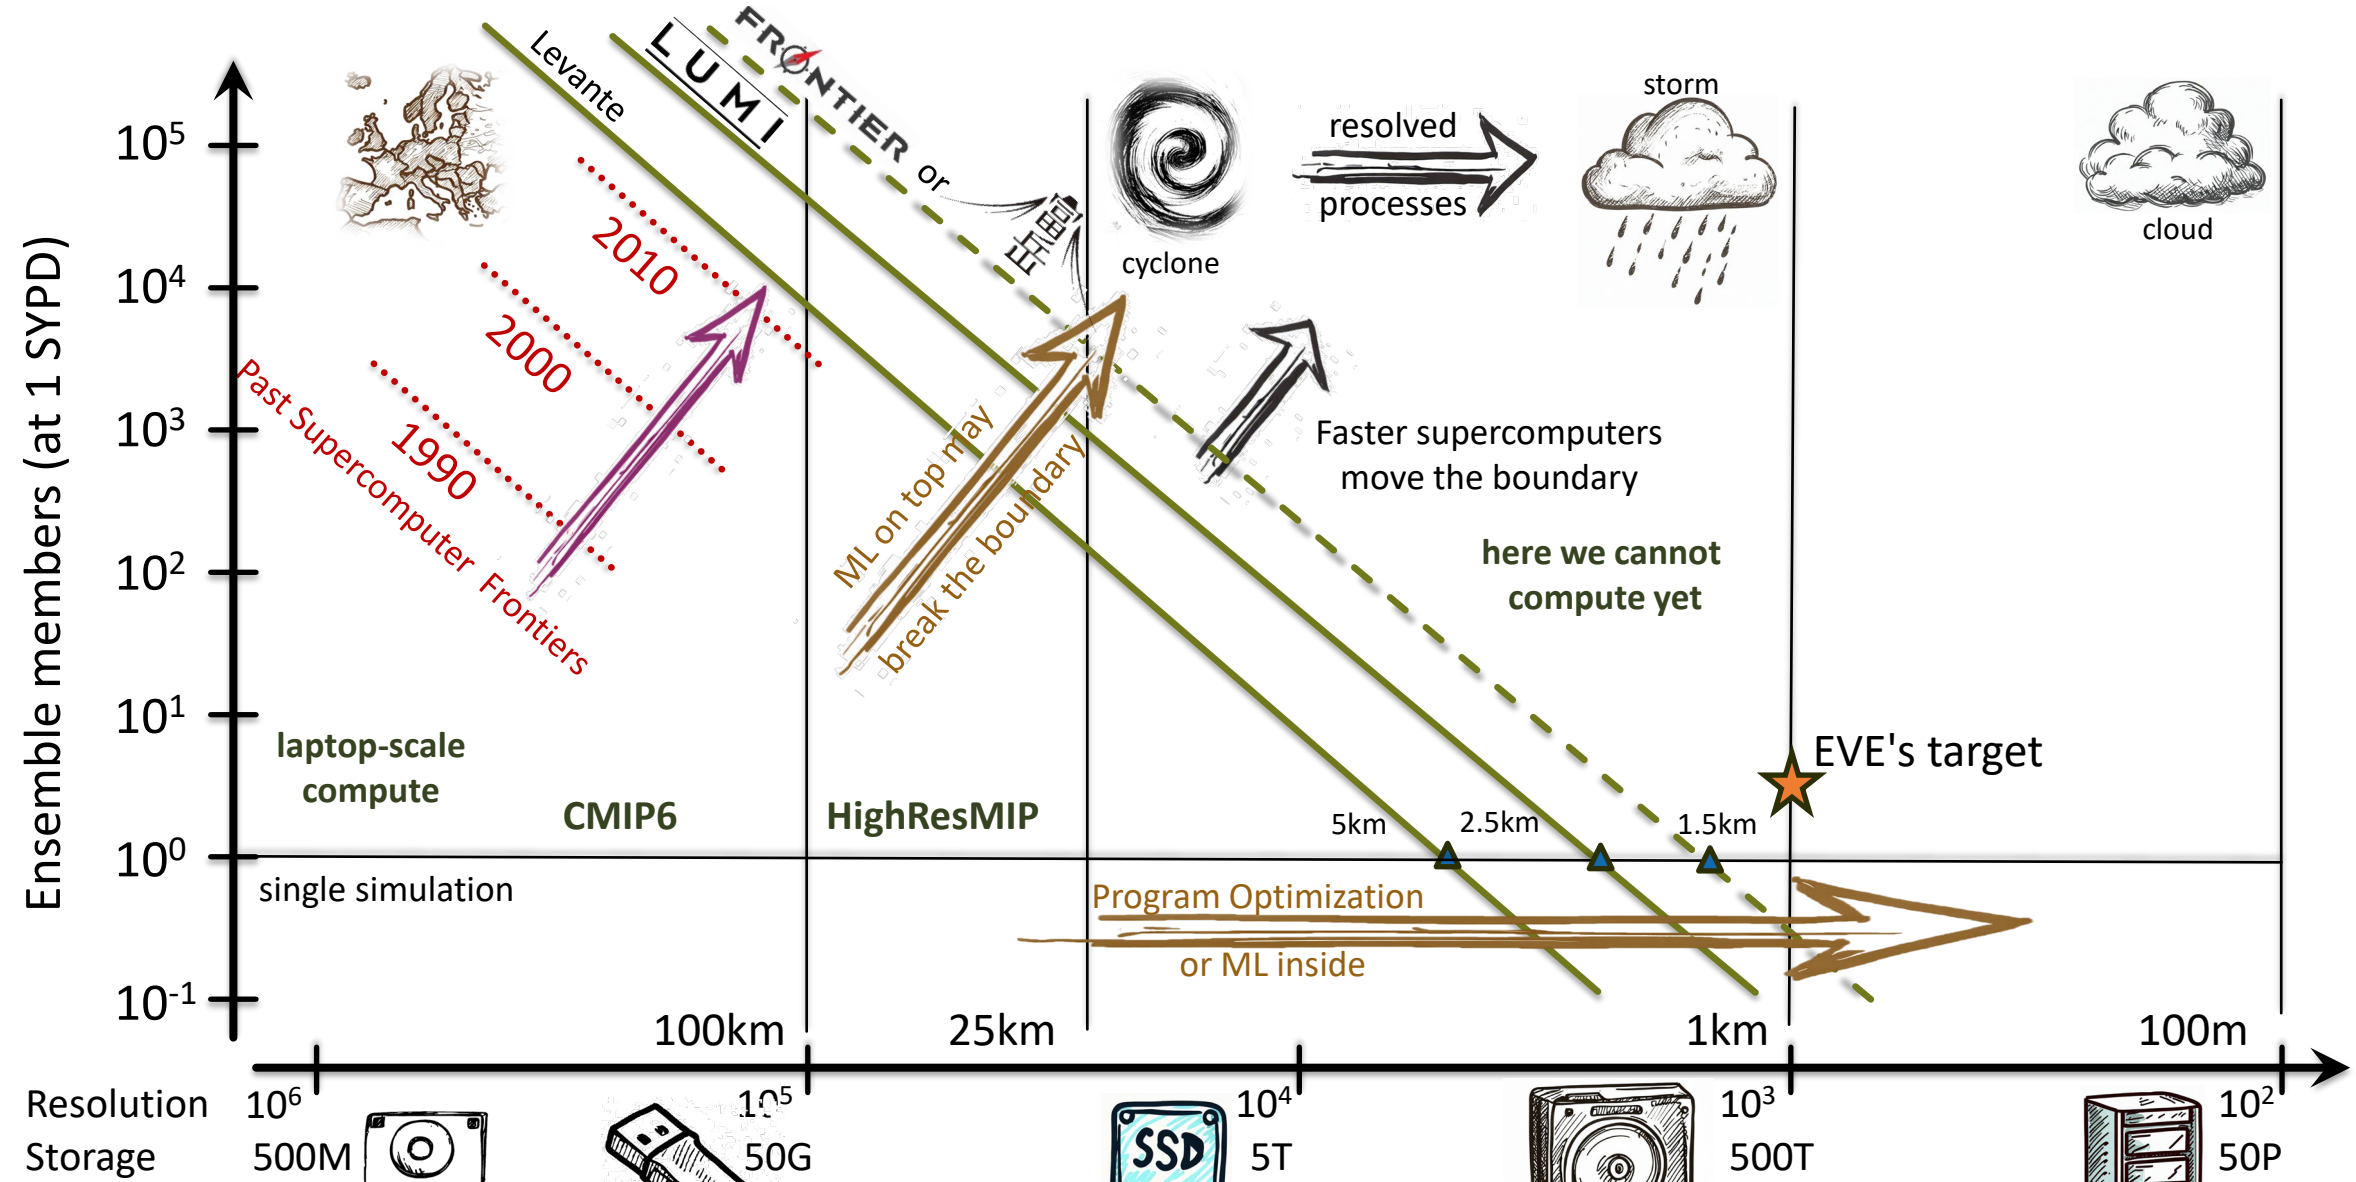 Ensemble members (at 1 SYPD)
10⁵
10⁴
10³
10²
10¹
10⁰
10⁻¹
Levante
LUMI
FRONTIER
or
富
岳
cyclone
resolved
processes
storm
cloud
2010
2000
1990
Past Supercomputer Frontiers
ML on top may
break the boundary
Faster supercomputers
move the boundary
here we cannot
compute yet
laptop-scale
compute
CMIP6
HighResMIP
EVE's target
5km
2.5km
1.5km
single simulation
Program Optimization
or ML inside
100km
25km
1km
100m
Resolution
10⁶
10⁵
10⁴
10³
10²
Storage
500M
50G
SSD
5T
500T
50P